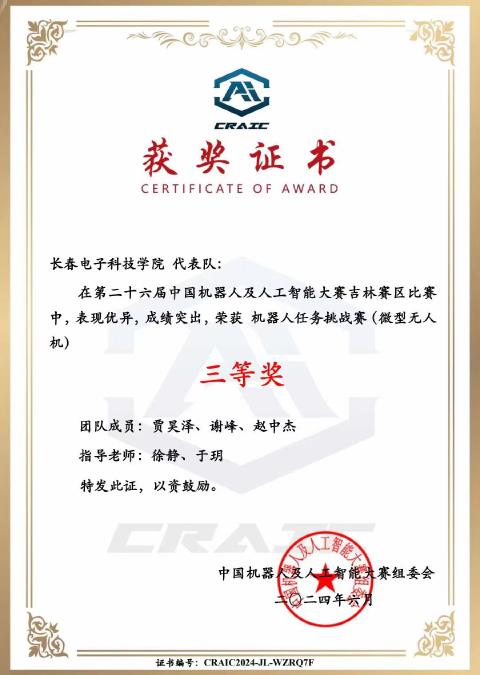 CRAIC
获奖证书
CERTIFICATE OF AWARD
长春电子科技学院 代表队：
在第二十六届中国机器人及人工智能大赛吉林赛区比赛
中，表现优异，成绩突出，荣获 机器人任务挑战赛（微型无人
机）
三等奖
团队成员：贾昊泽、谢峰、赵中杰
指导老师：徐静、于玥
特发此证，以资鼓励。
CRAIC
中国机器人及人工智能大赛组委会
中国机器人及人工智能大赛组委会
二〇二四年六月
证书编号：CRAIC2024-JL-WZRQ7F